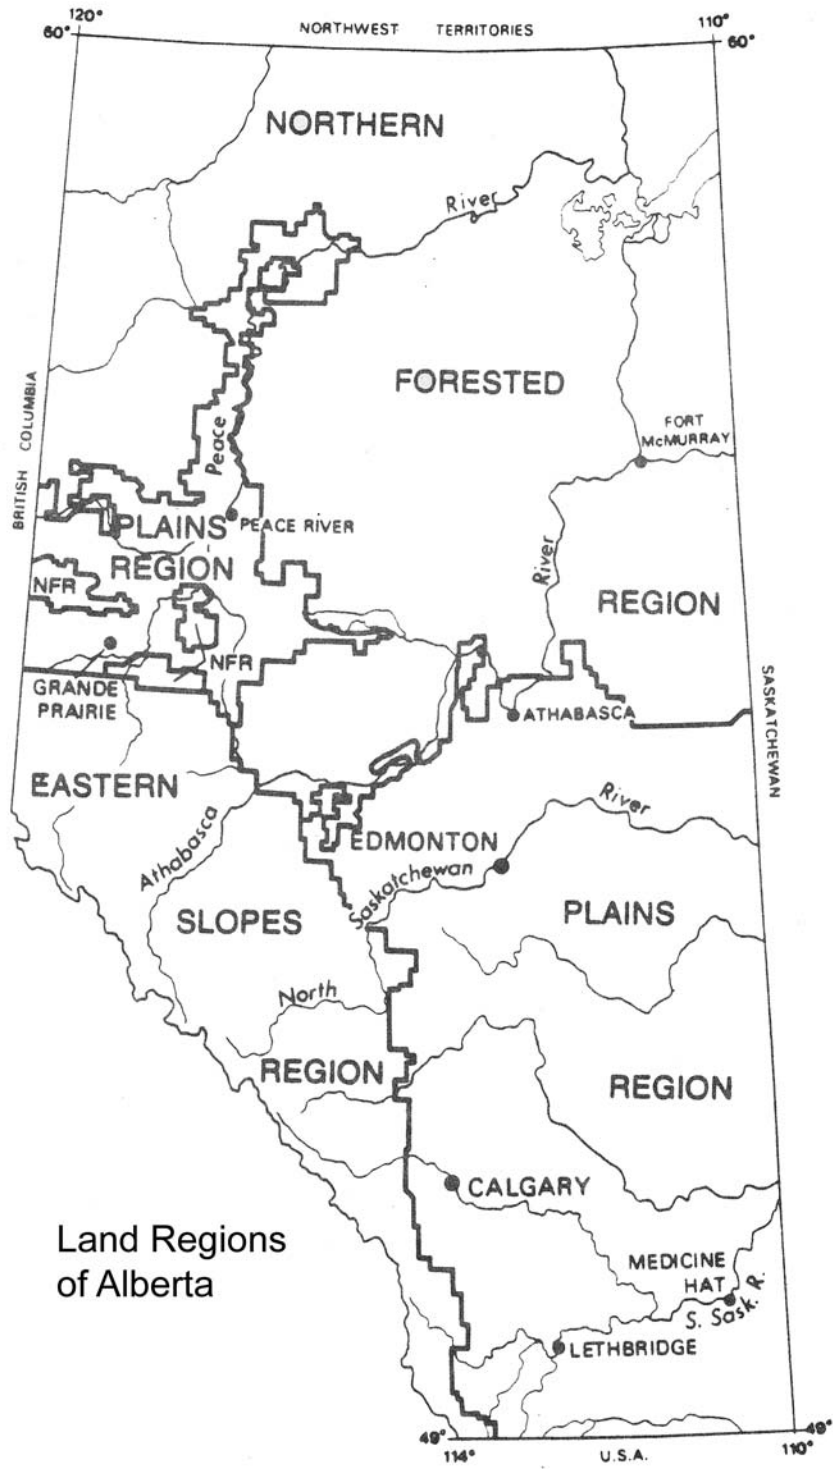 120°
110°
60°
NORTHWEST TERRITORIES
60°
NORTHERN
River
FORESTED
BRITISH COLUMBIA
FORT
McMURRAY
Peace
PLAINS
PEACE RIVER
REGION
River
NFR
REGION
NFR
GRANDE
PRAIRIE
ATHABASCA
SASKATCHEWAN
EASTERN
River
Athabasca
EDMONTON
Saskatchewan
SLOPES
PLAINS
North
REGION
REGION
CALGARY
Land Regions
of Alberta
MEDICINE
HAT
S. Sask. R.
LETHBRIDGE
49°
49°
114°
U.S.A.
110°